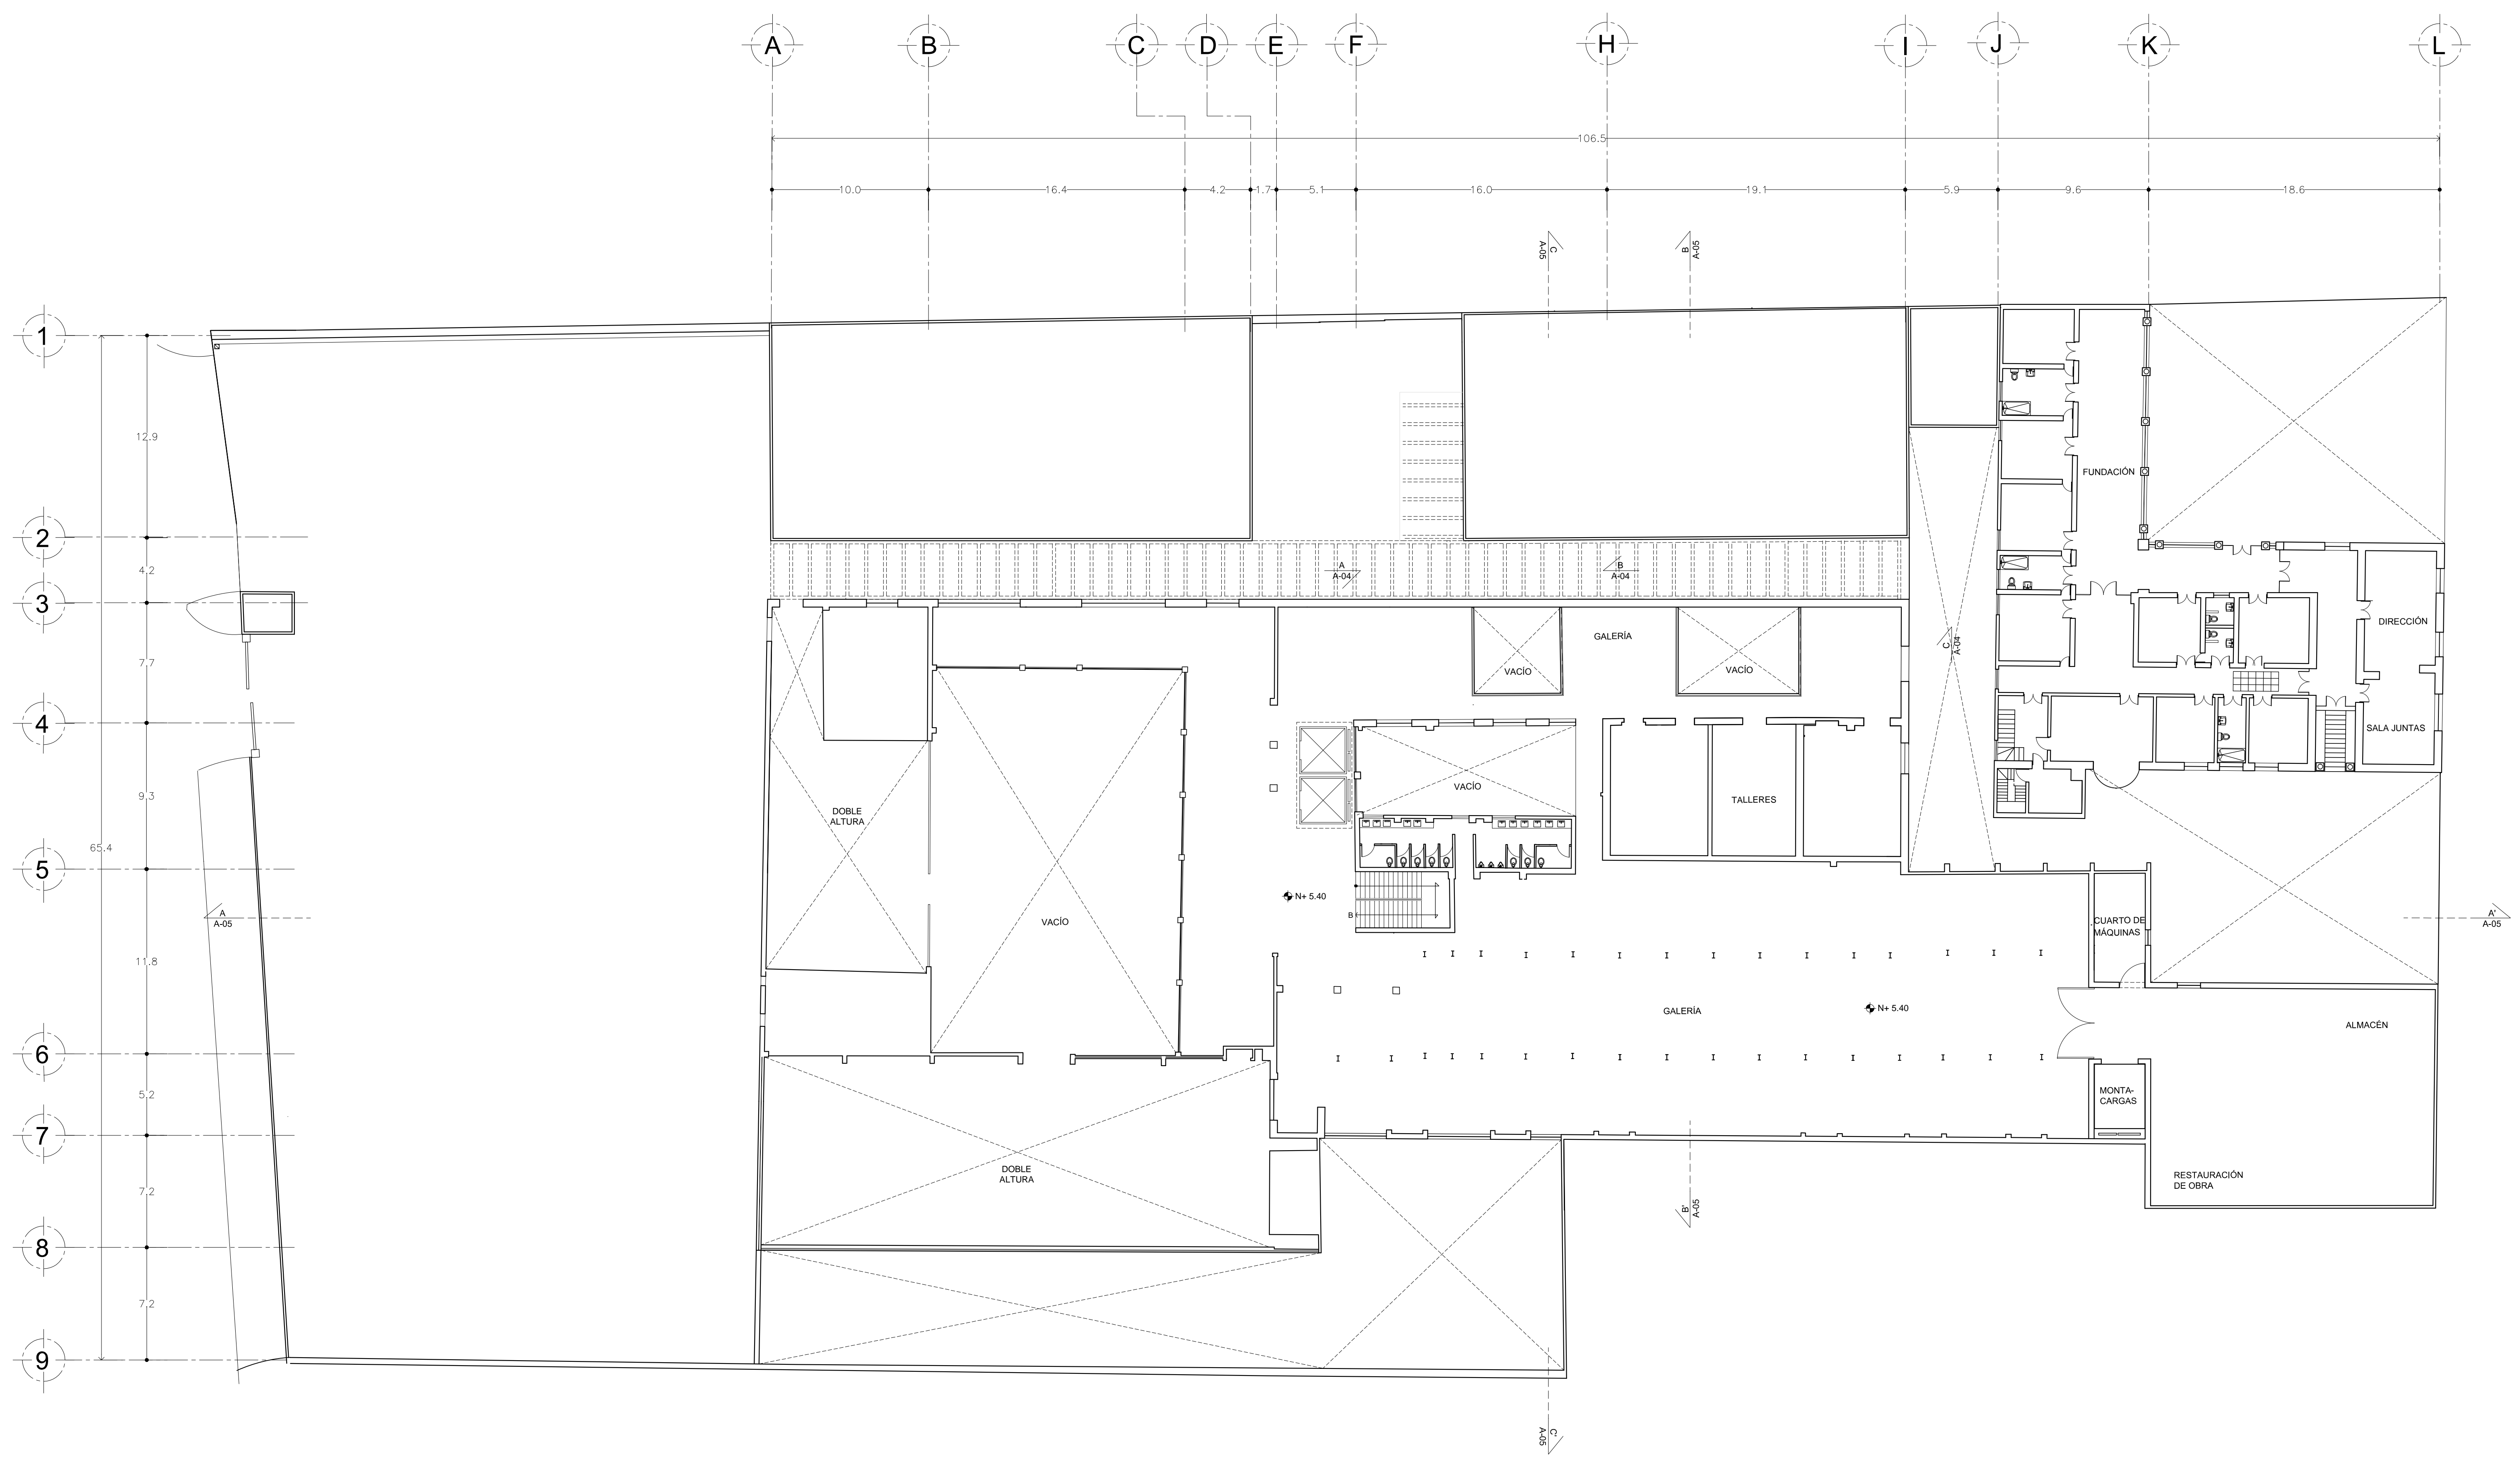 A B C D E F H I J K L
106.5
10.0 16.4 4.2 1.7 5.1 16.0 19.1 5.9 9.6 18.6
C
A-05
B
A-05
1
12.9
2
4.2
3
7.7
4
9.3
5
65.4
11.8
6
5.2
7
7.2
8
7.2
9
FUNDACIÓN
A
A-04
B
A-04
GALERÍA
C
A-04
DIRECCIÓN
VACÍO
VACÍO
SALA JUNTAS
VACÍO
TALLERES
DOBLE
ALTURA
N+ 5.40
B
A
A-05
VACÍO
CUARTO DE
MÁQUINAS
A'
A-05
GALERÍA
N+ 5.40
ALMACÉN
MONTA-
CARGAS
DOBLE
ALTURA
RESTAURACIÓN
DE OBRA
B'
A-05
C'
A-05